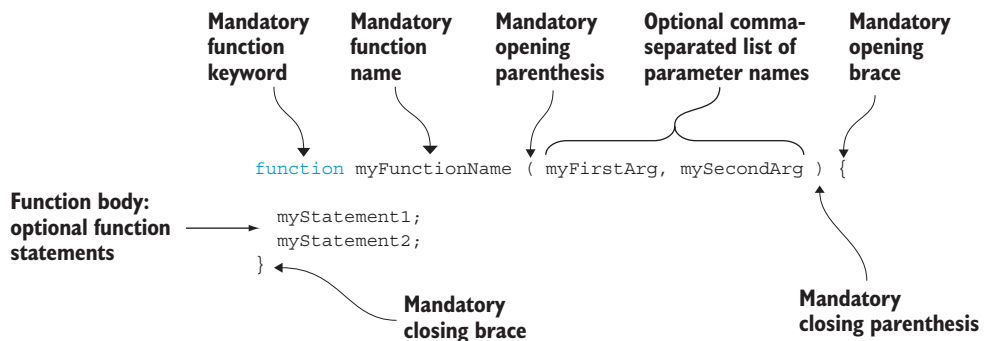 Mandatory function keyword
Mandatory function name
Mandatory opening parenthesis
Optional comma-separated list of parameter names
Mandatory opening brace
function myFunctionName ( myFirstArg, mySecondArg ) {
Function body: optional function statements
myStatement1;
myStatement2;
}
Mandatory closing brace
Mandatory closing parenthesis